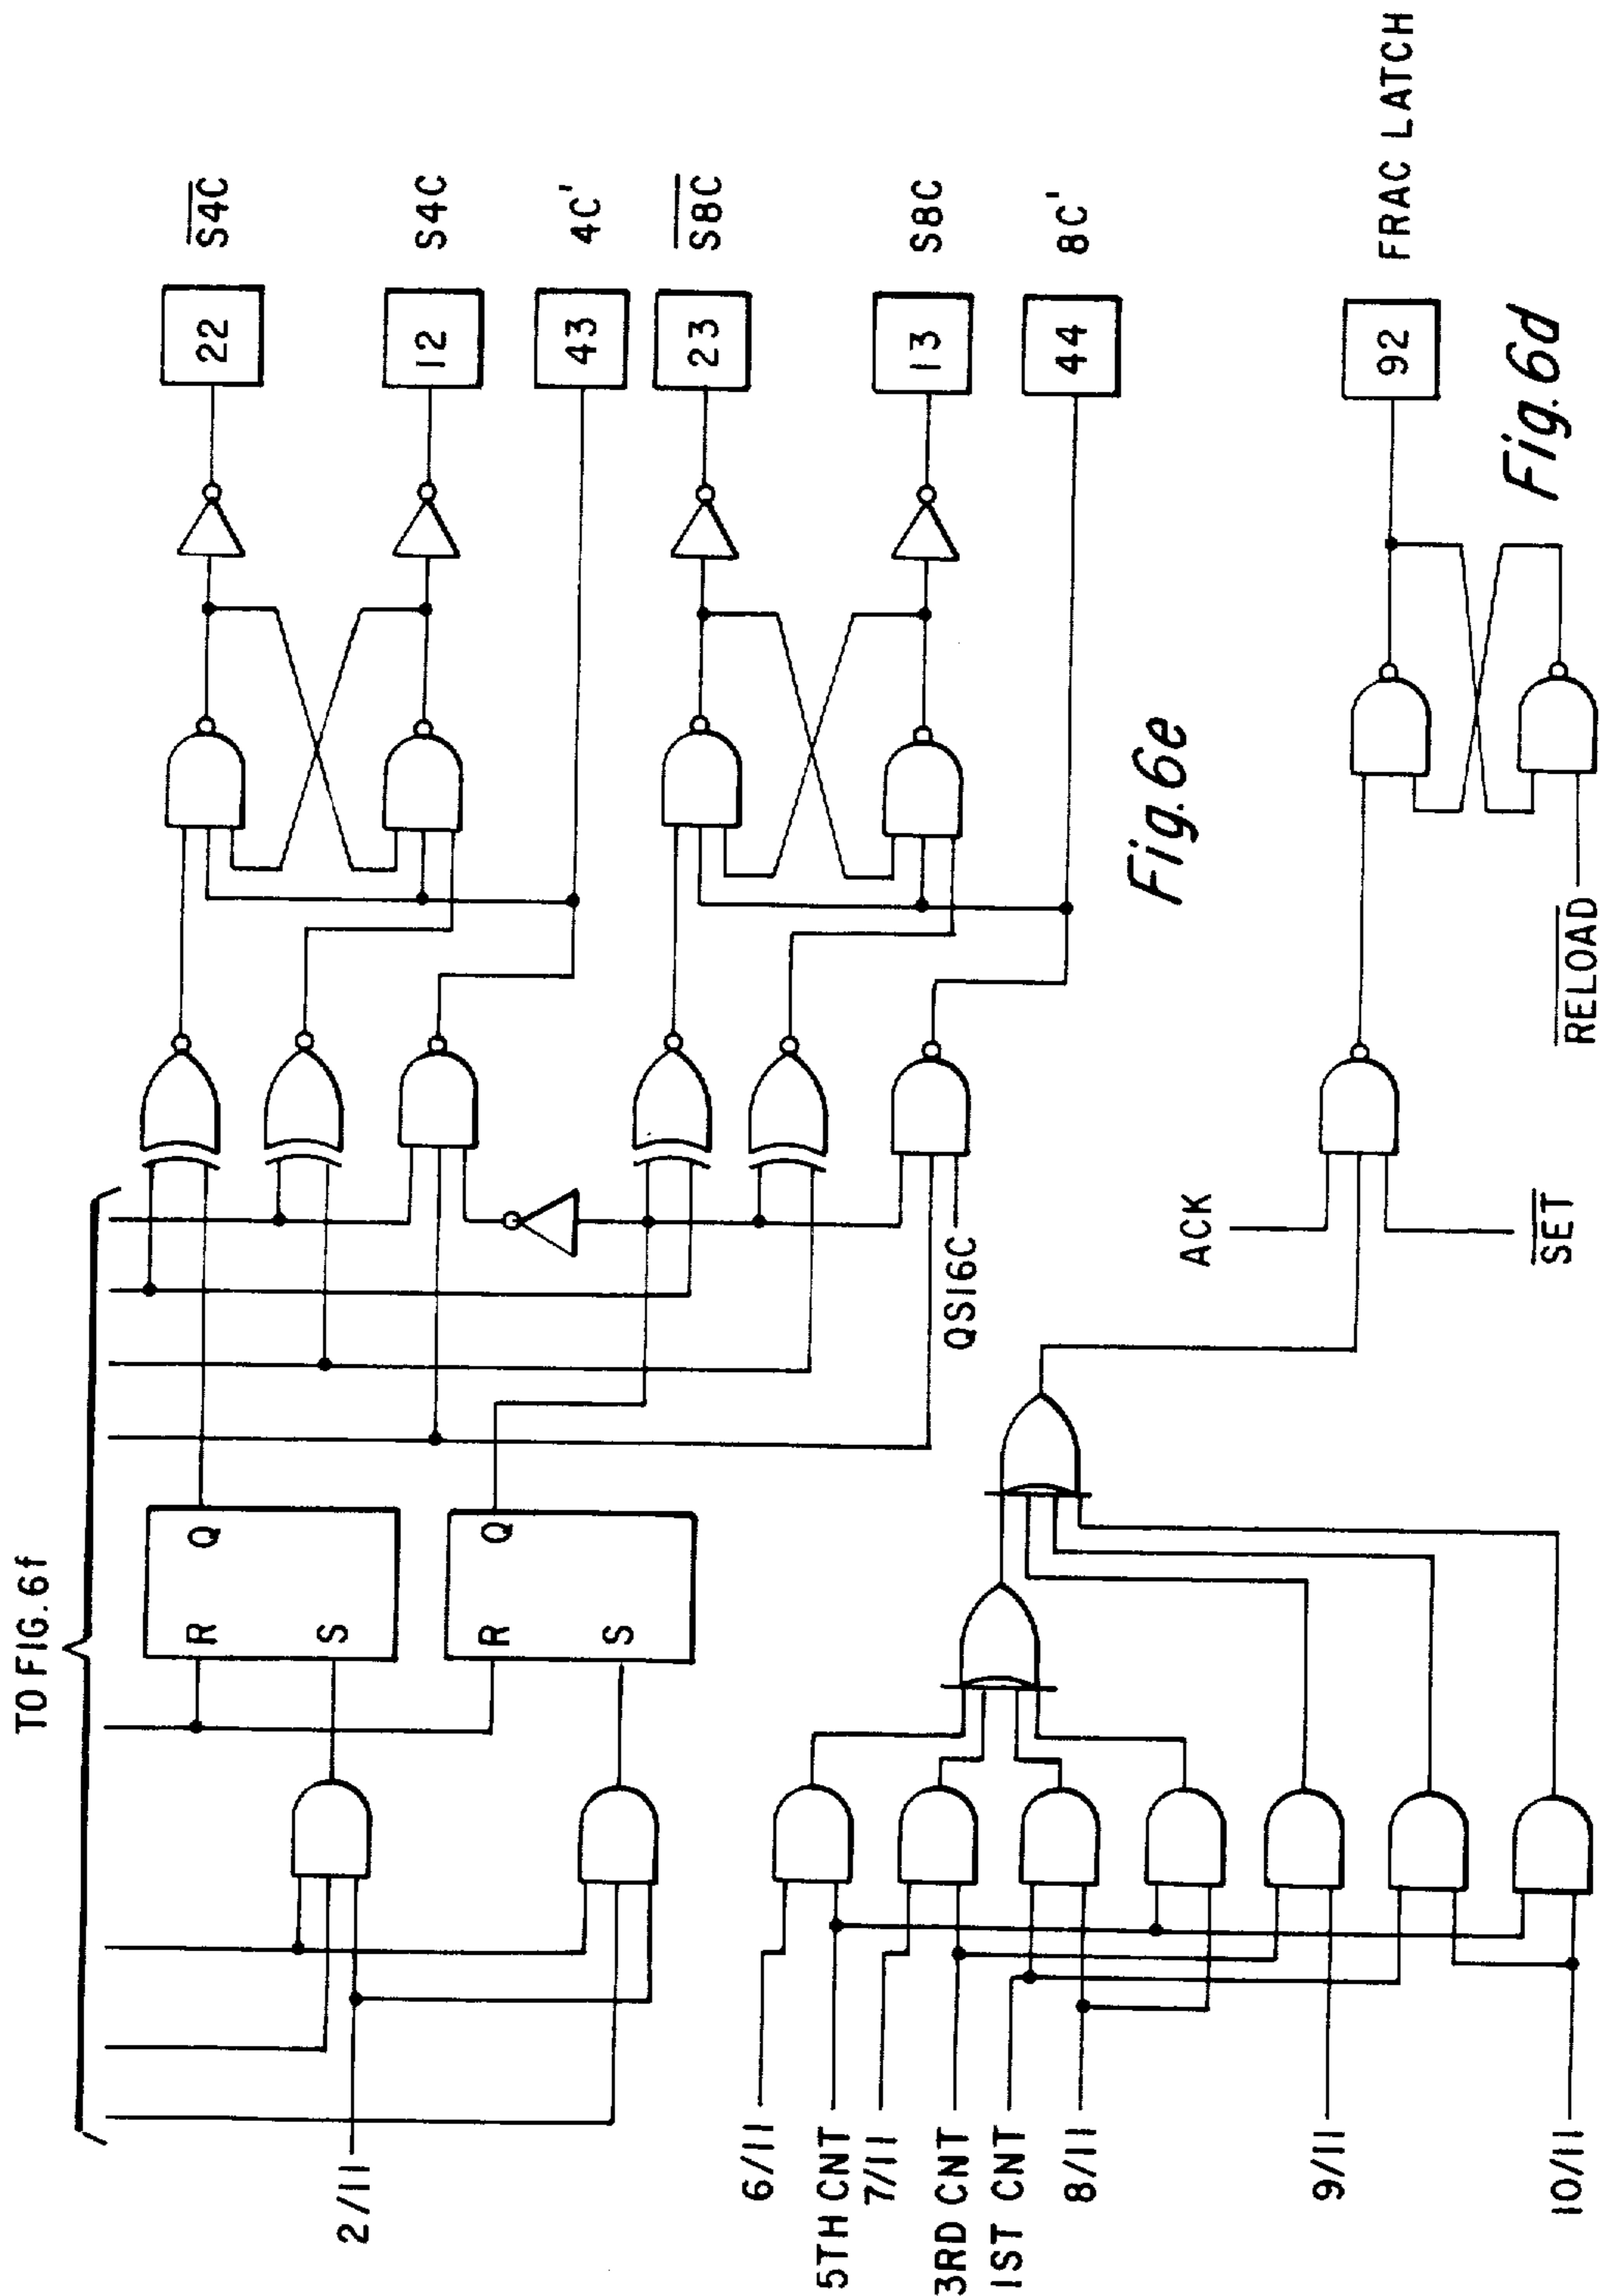 TO FIG. 6f
R
Q
S
R
Q
S
2/11
22
S4C
12
S4C
43
4C'
23
S8C
13
S8C
44
8C'
QS16C
Fig. 6e
6/11
5TH CNT
7/11
3RD CNT
1ST CNT
8/11
9/11
10/11
ACK
SET
RELOAD
92
FRAC LATCH
Fig. 6d